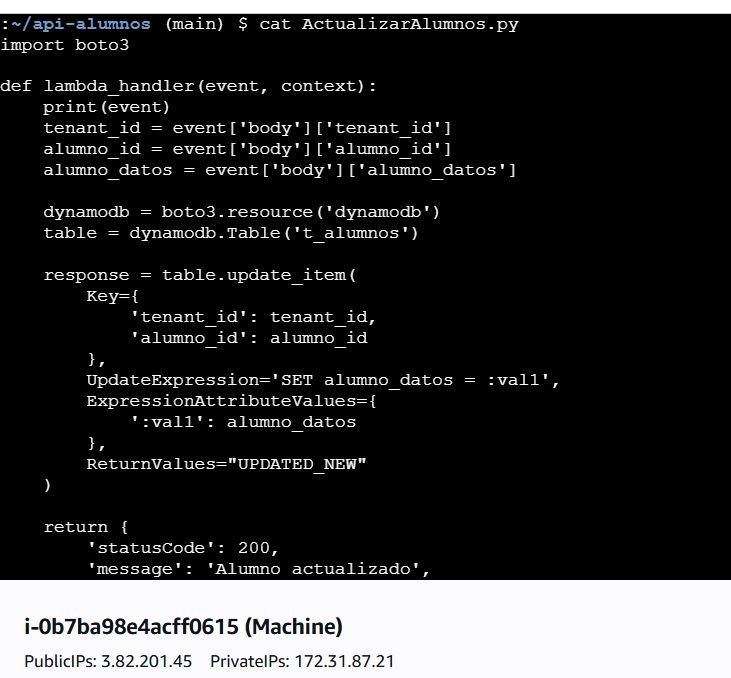 :~/api-alumnos (main) $ cat ActualizarAlumnos.py
import boto3

def lambda_handler(event, context):
    print(event)
    tenant_id = event['body']['tenant_id']
    alumno_id = event['body']['alumno_id']
    alumno_datos = event['body']['alumno_datos']

    dynamodb = boto3.resource('dynamodb')
    table = dynamodb.Table('t_alumnos')

    response = table.update_item(
        Key={
            'tenant_id': tenant_id,
            'alumno_id': alumno_id
        },
        UpdateExpression='SET alumno_datos = :val1',
        ExpressionAttributeValues={
            ':val1': alumno_datos
        },
        ReturnValues="UPDATED_NEW"
    )

    return {
        'statusCode': 200,
        'message': 'Alumno actualizado',
i-0b7ba98e4acff0615 (Machine)
PublicIPs: 3.82.201.45    PrivateIPs: 172.31.87.21